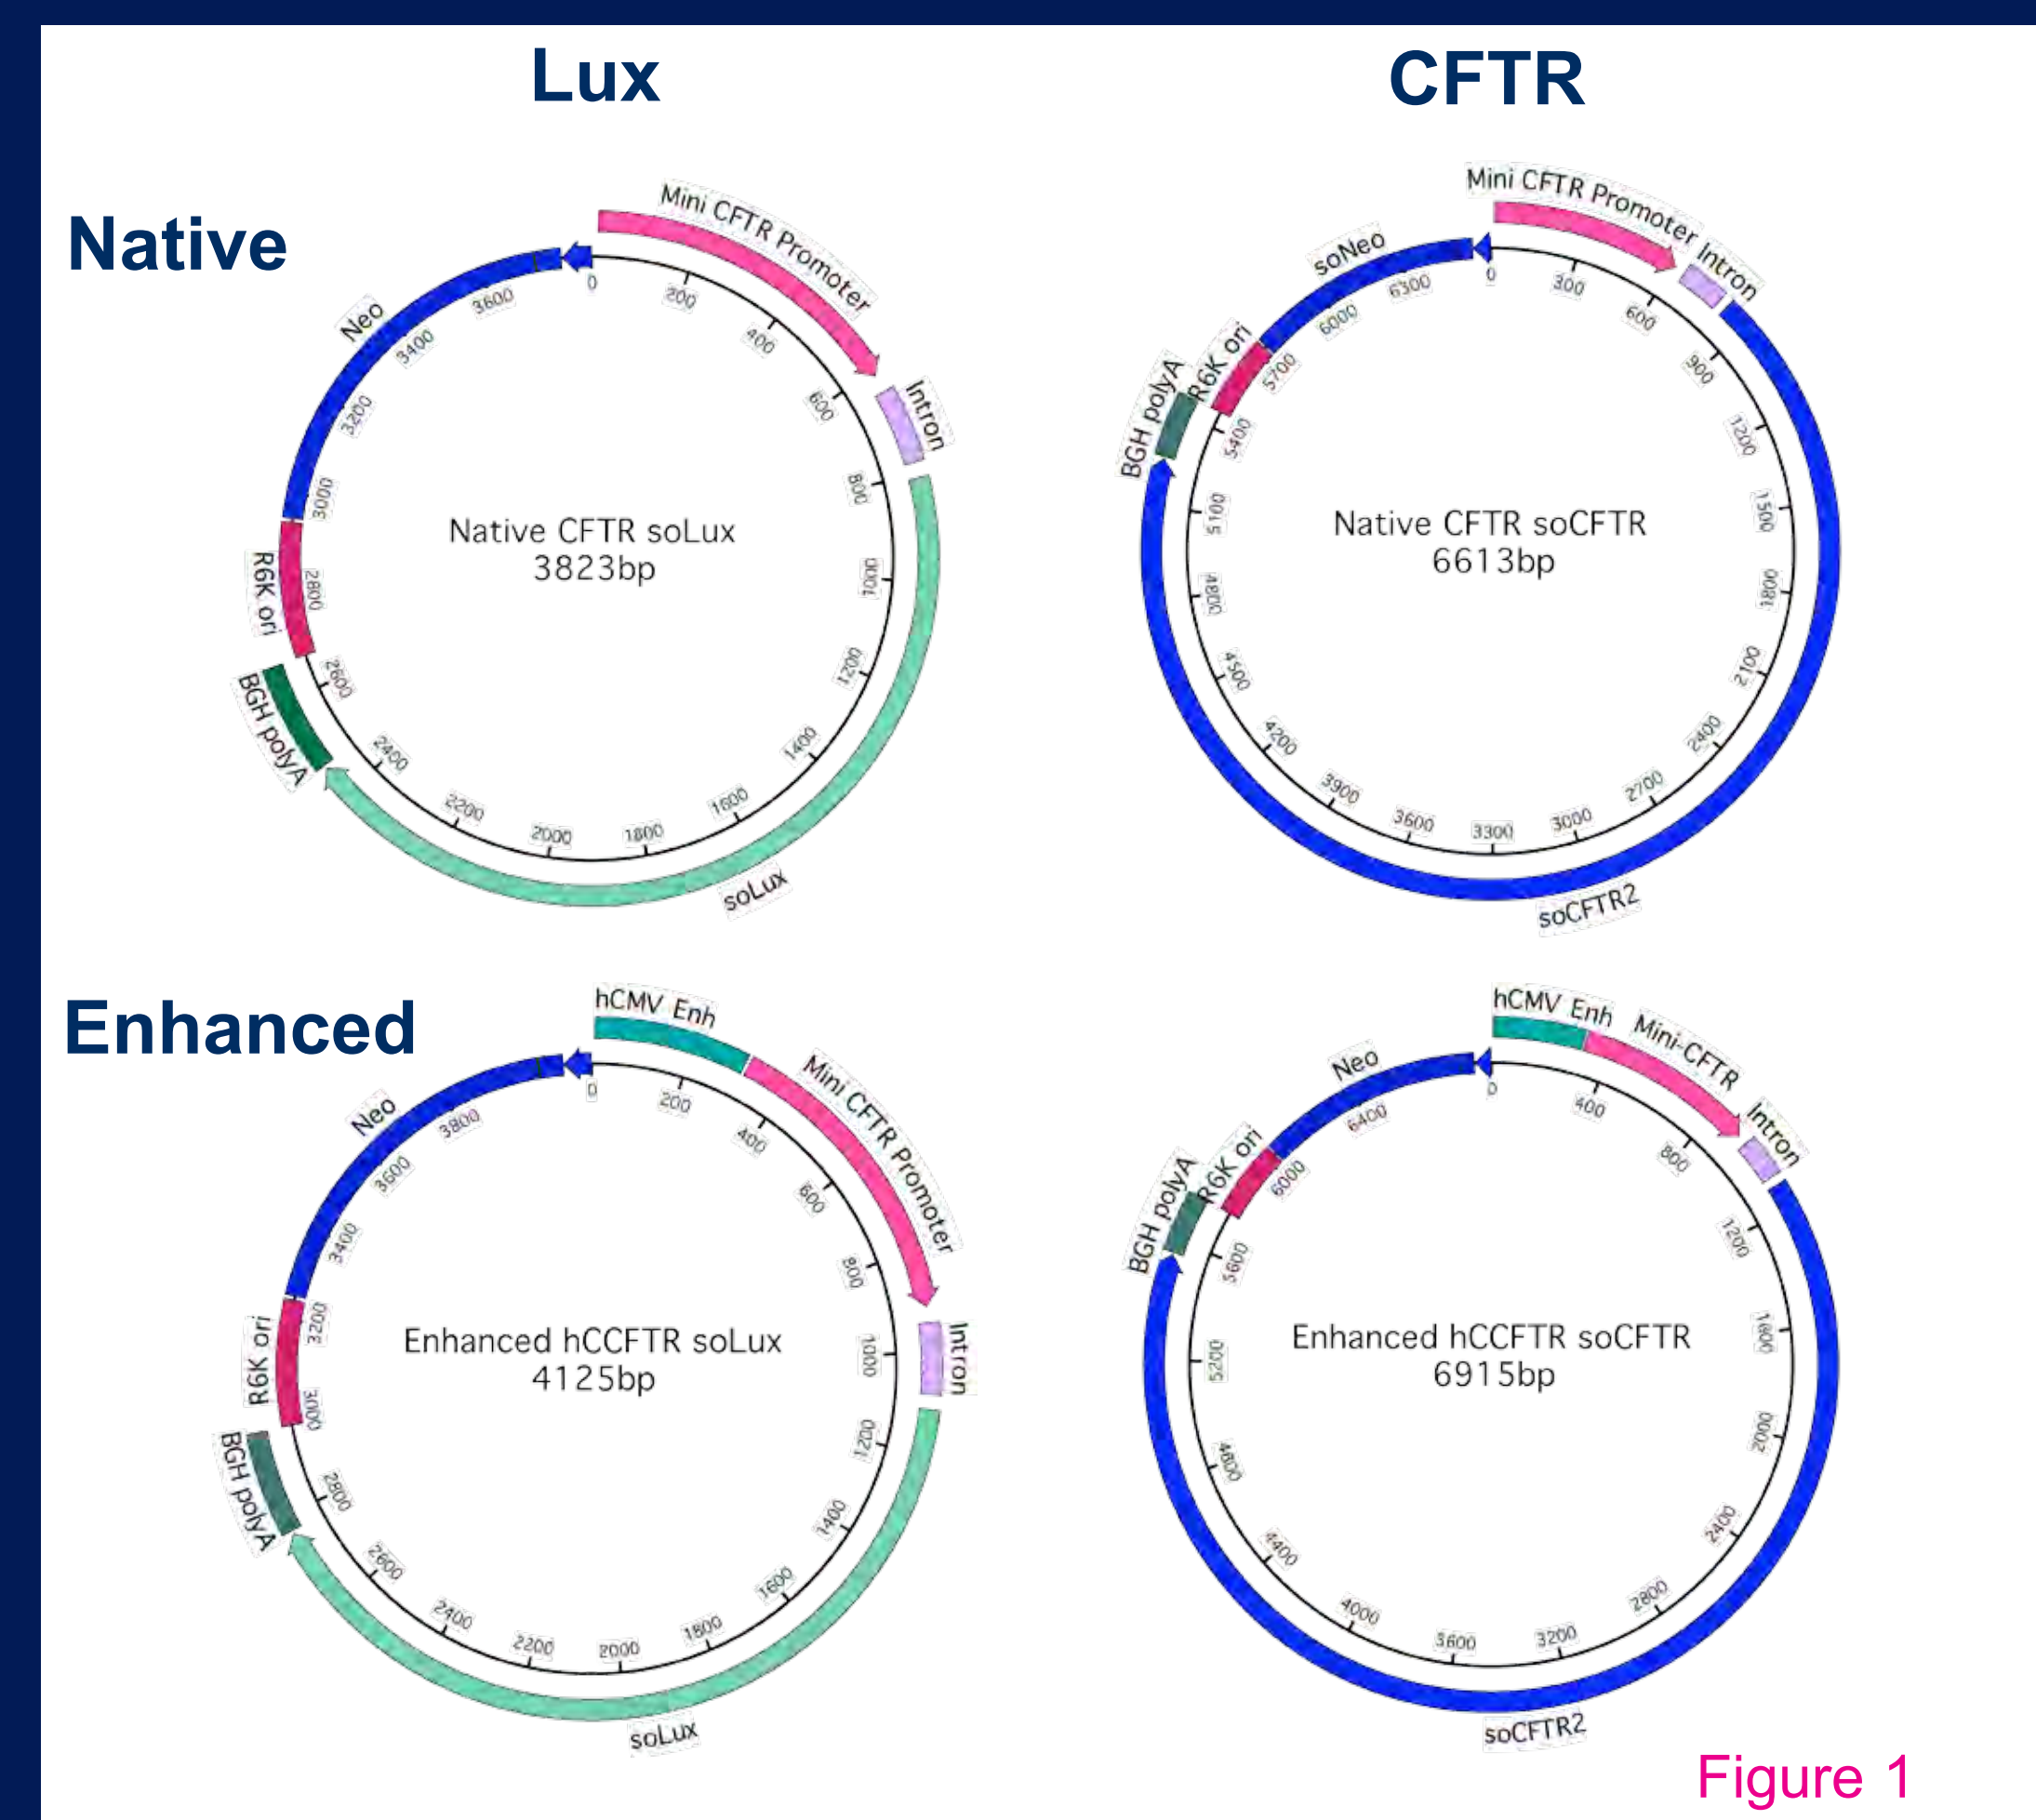 Lux
CFTR
Native
Mini CFTR Promoter
Intron
soLux
BGH polyA
R6K ori
Neo
0
200
400
600
800
1000
1200
1400
1600
1800
2000
2200
2400
2600
2800
3000
3200
3400
3600
Native CFTR soLux
3823bp
Mini CFTR Promoter
Intron
soCFTR2
BGH polyA
R6K ori
soNeo
0
300
600
900
1200
1500
1800
2100
2400
2700
3000
3300
3600
3900
4200
4500
4800
5100
5400
5700
6000
6300
Native CFTR soCFTR
6613bp
Enhanced
hCMV Enh
Mini CFTR Promoter
Intron
soLux
BGH polyA
R6K ori
Neo
0
200
400
600
800
1000
1200
1400
1600
1800
2000
2200
2400
2600
2800
3000
3200
3400
3600
3800
Enhanced hCCFTR soLux
4125bp
hCMV Enh
Mini-CFTR
Intron
soCFTR2
BGH polyA
R6K ori
Neo
0
400
800
1200
1600
2000
2400
2800
3200
3600
4000
4400
4800
5200
5600
6000
6400
Enhanced hCCFTR soCFTR
6915bp
Figure 1